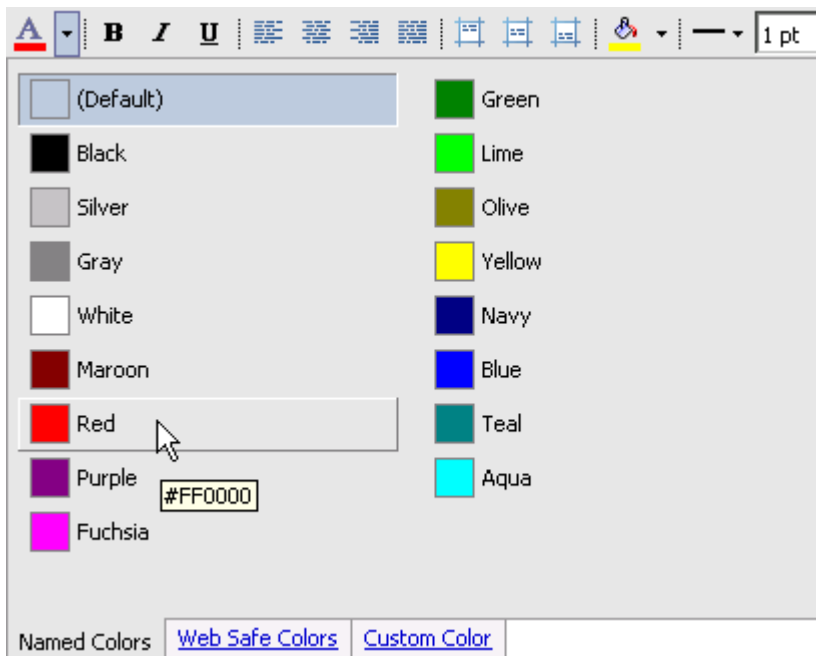 A B I U 1 pt
(Default)
Black
Silver
Gray
White
Maroon
Red
Purple
#FF0000
Fuchsia
Green
Lime
Olive
Yellow
Navy
Blue
Teal
Aqua
Named Colors Web Safe Colors Custom Color